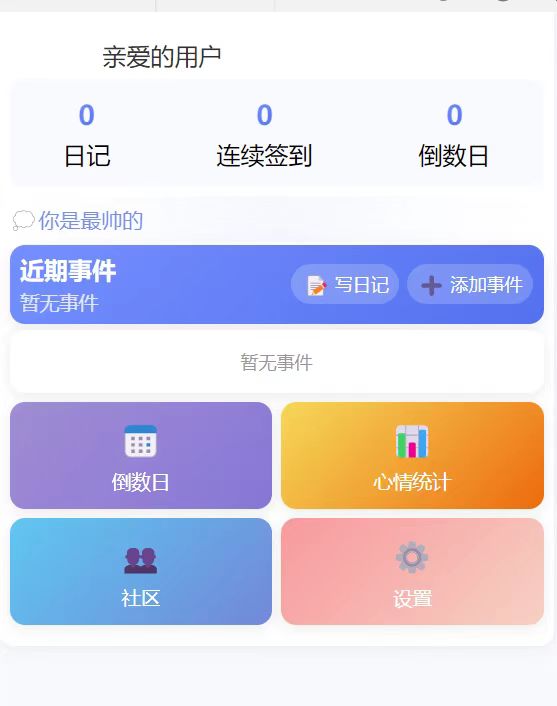 亲爱的用户
0 0 0
日记 连续签到 倒数日
你是最帅的
近期事件
暂无事件
写日记 添加事件
暂无事件
倒数日 心情统计
社区 设置